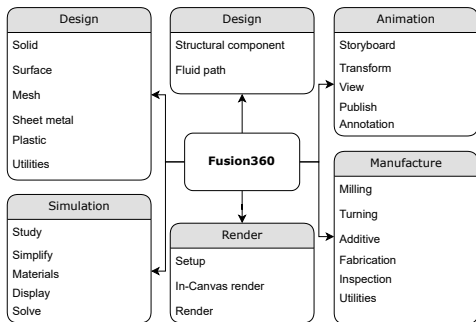 Design
Solid
Surface
Mesh
Sheet metal
Plastic
Utilities
Design
Structural component
Fluid path
Animation
Storyboard
Transform
View
Publish
Annotation
Fusion360
Simulation
Study
Simplify
Materials
Display
Solve
Render
Setup
In-Canvas render
Render
Manufacture
Milling
Turning
Additive
Fabrication
Inspection
Utilities